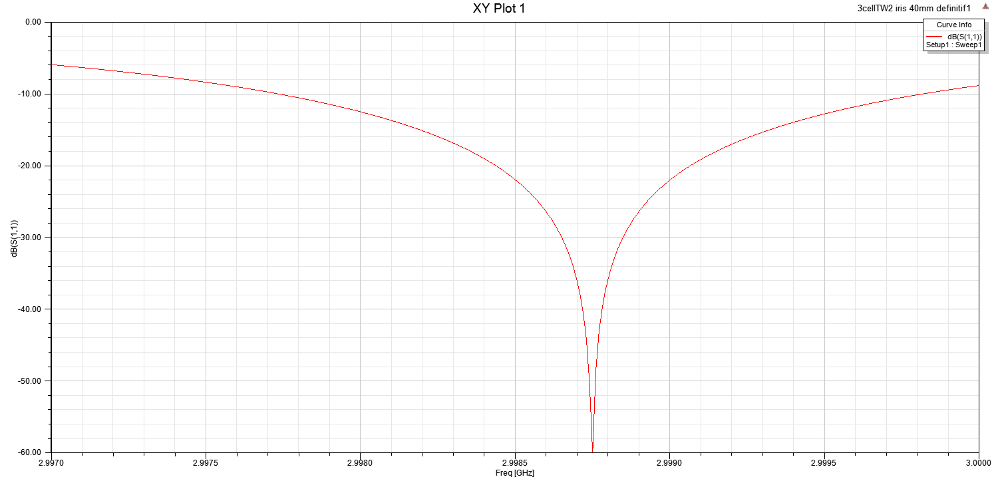 XY Plot 1
3cellTW2 iris 40mm definitif1
Curve Info
dB(S(1,1))
Setup1 : Sweep1
0.00
-10.00
-20.00
-30.00
-40.00
-50.00
-60.00
dB(S(1,1))
2.9970
2.9975
2.9980
2.9985
2.9990
2.9995
3.0000
Freq [GHz]